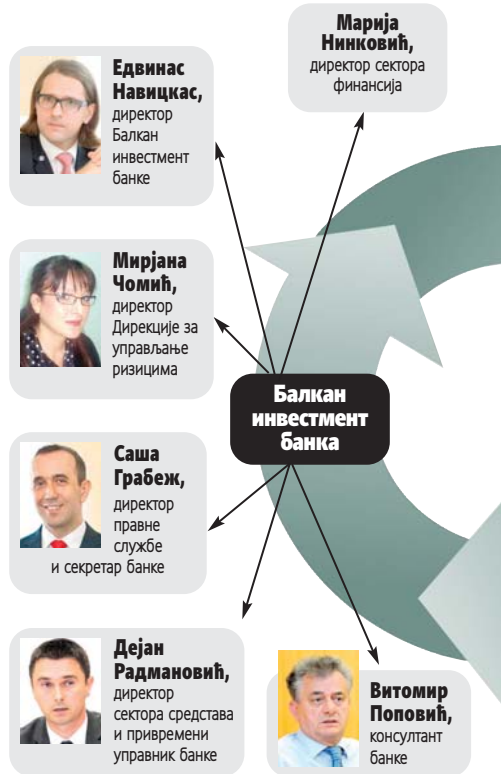 Марија
Нинковић,
директор сектора
финансија
Едвинас
Навицкас,
директор
Балкан
инвестмент
банке
Мирјана
Чомић,
директор
Дирекције за
управљање
ризицима
Балкан
инвестмент
банка
Саша
Грабеж,
директор
правне
службе
и секретар банке
Дејан
Радмановић,
директор
сектора средстава
и привремени
управник банке
Витомир
Поповић,
консултант
банке